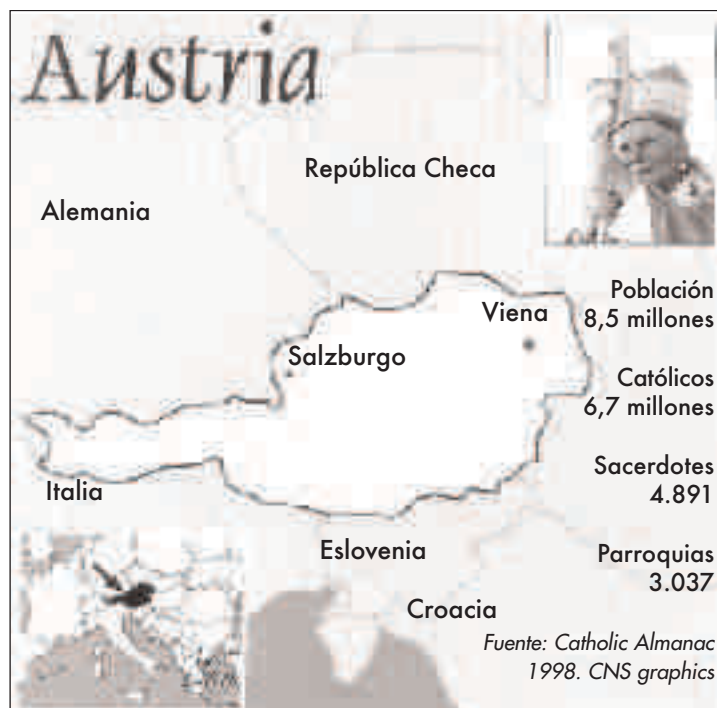 Austria
República Checa
Alemania
Viena
Salzburgo
Italia
Eslovenia
Croacia
Población
8,5 millones
Católicos
6,7 millones
Sacerdotes
4.891
Parroquias
3.037
Fuente: Catholic Almanac
1998. CNS graphics